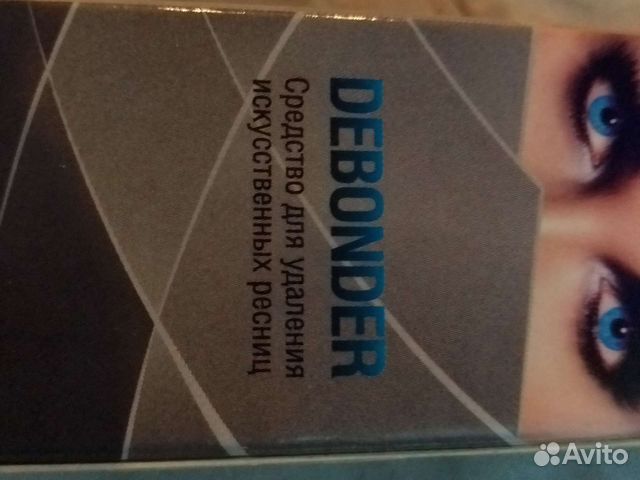 DEBONDER
Средство для удаления
искусственных ресниц
Avito